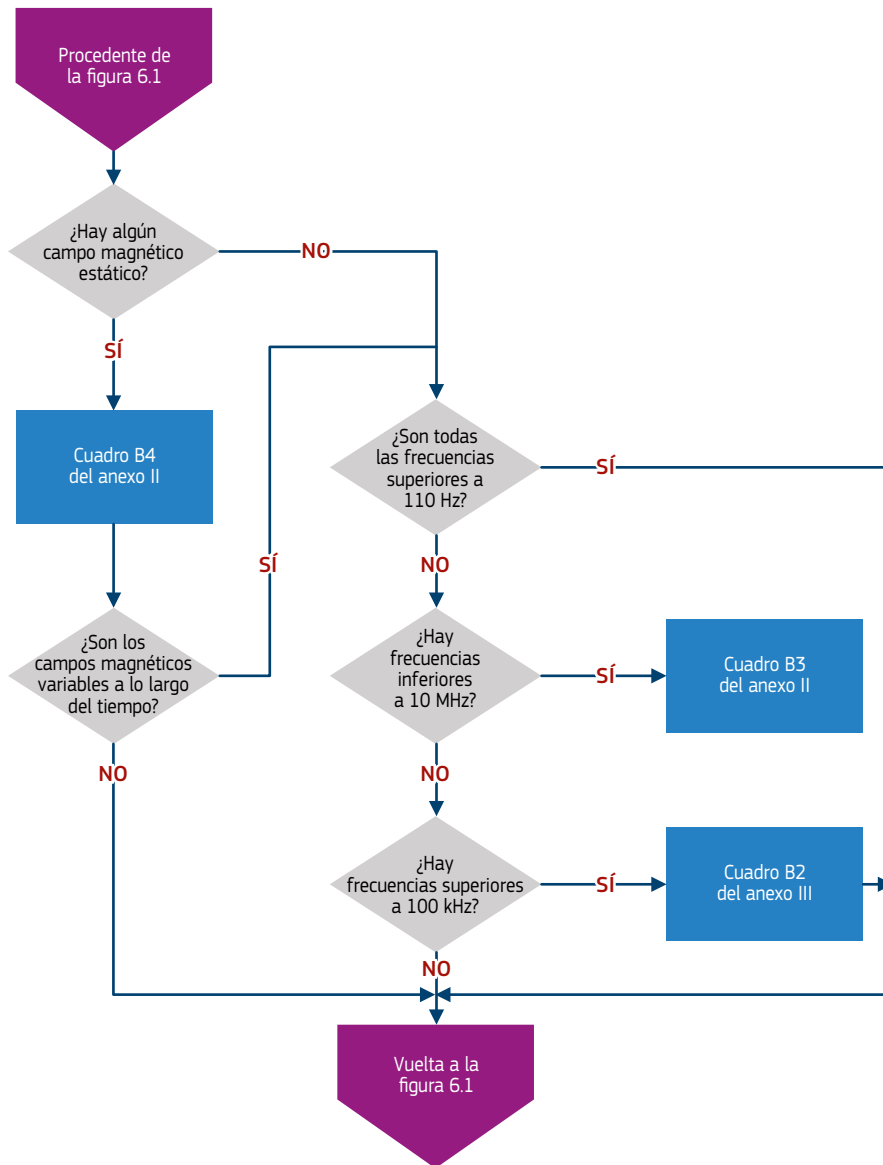 Procedente de
la figura 6.1
¿Hay algún
campo magnético
estático?
NO
SÍ
Cuadro B4
del anexo II
¿Son todas
las frecuencias
superiores a
110 Hz?
SÍ
NO
SÍ
¿Son los
campos magnéticos
variables a lo largo
del tiempo?
NO
¿Hay
frecuencias
inferiores
a 10 MHz?
SÍ
Cuadro B3
del anexo II
NO
¿Hay
frecuencias superiores
a 100 kHz?
SÍ
Cuadro B2
del anexo III
NO
Vuelta a la
figura 6.1